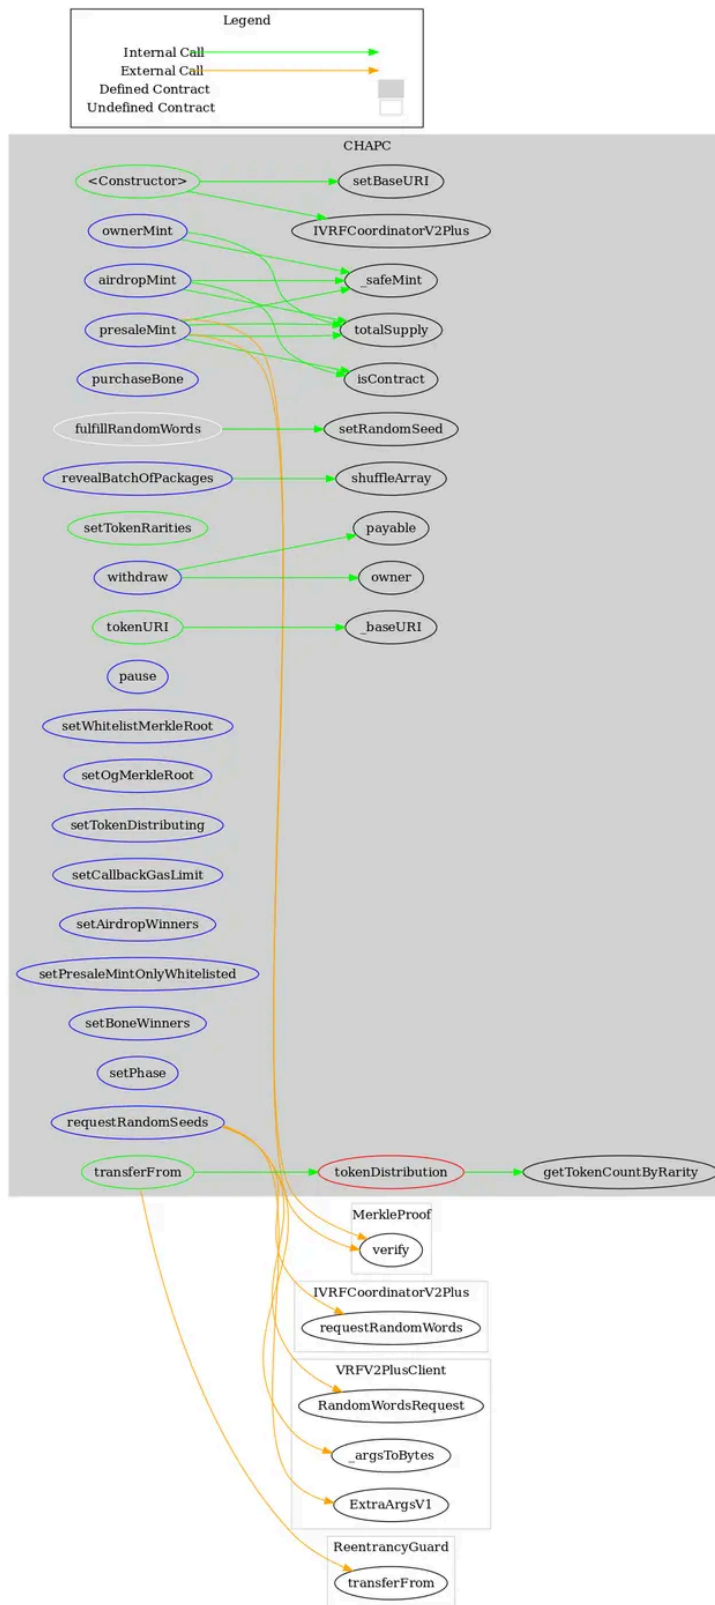 Legend
Internal Call
External Call
Defined Contract
Undefined Contract
CHAPC
<Constructor>
setBaseURI
IVRFCoordinatorV2Plus
ownerMint
_safeMint
airdropMint
totalSupply
presaleMint
isContract
purchaseBone
fulfillRandomWords
setRandomSeed
revealBatchOfPackages
shuffleArray
setTokenRarities
payable
withdraw
owner
tokenURI
_baseURI
pause
setWhitelistMerkleRoot
setOgMerkleRoot
setTokenDistributing
setCallbackGasLimit
setAirdropWinners
setPresaleMintOnlyWhitelisted
setBoneWinners
setPhase
requestRandomSeeds
transferFrom
tokenDistribution
getTokenCountByRarity
MerkleProof
verify
IVRFCoordinatorV2Plus
requestRandomWords
VRFV2PlusClient
RandomWordsRequest
_argsToBytes
ExtraArgsV1
ReentrancyGuard
transferFrom